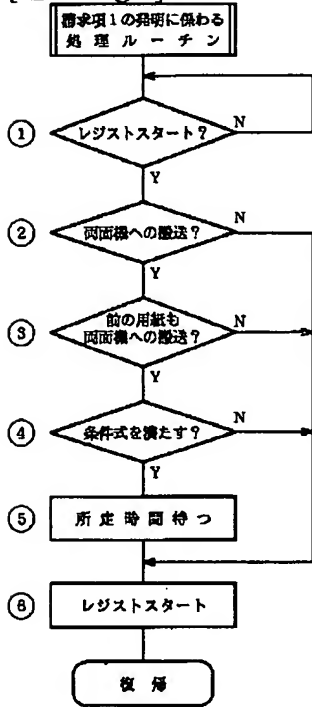 請求項1の発明に係わる
処理ルーチン
① レジストスタート? N
Y
② 両面機への搬送? N
Y
③ 前の用紙も
両面機への搬送? N
Y
④ 条件式を満たす? N
Y
⑤ 所定時間待つ
⑥ レジストスタート
復帰